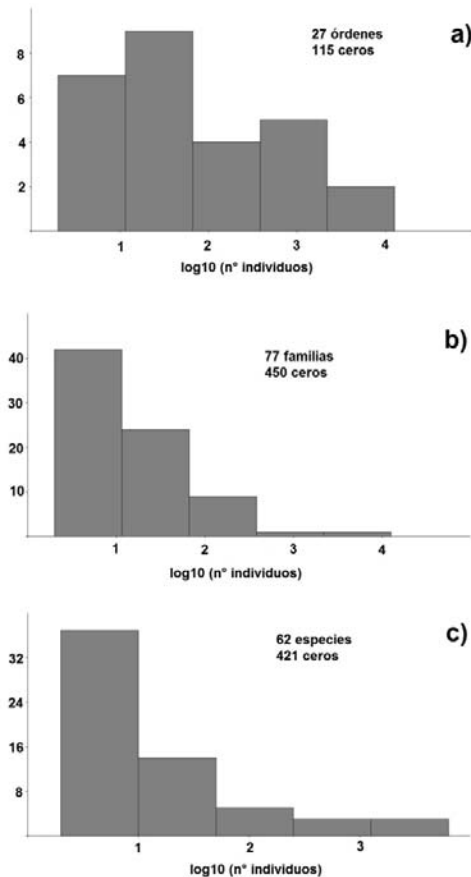 27 órdenes
115 ceros
a)
8
6
4
2
1 2 3 4
log10 (n° individuos)
77 familias
450 ceros
b)
40
30
20
10
1 2 3 4
log10 (n° individuos)
62 especies
421 ceros
c)
32
24
16
8
1 2 3
log10 (n° individuos)